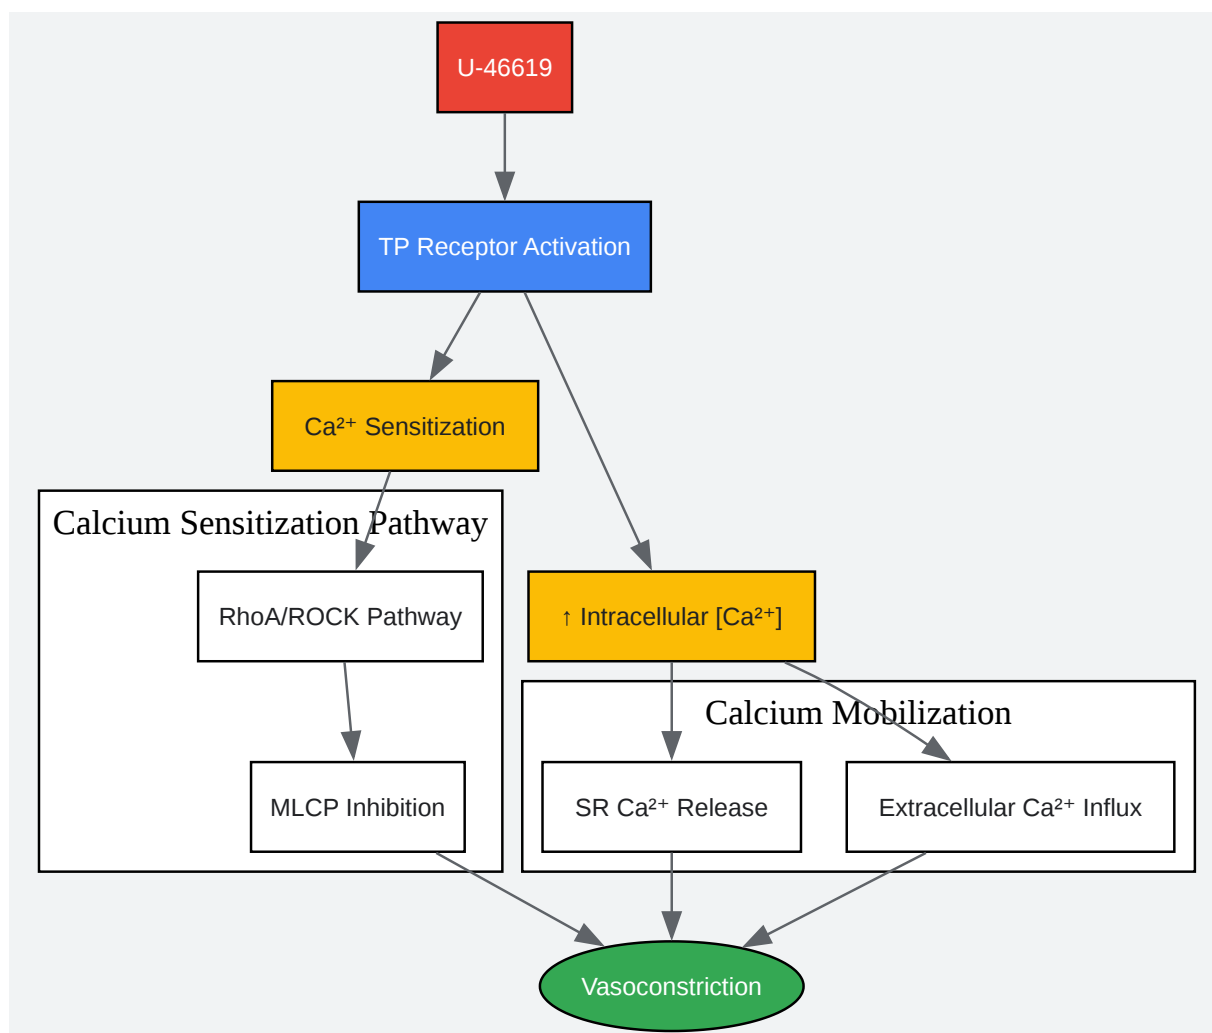 U-46619
TP Receptor Activation
Ca²⁺ Sensitization
Calcium Sensitization Pathway
RhoA/ROCK Pathway
↑ Intracellular [Ca²⁺]
Calcium Mobilization
MLCP Inhibition
SR Ca²⁺ Release
Extracellular Ca²⁺ Influx
Vasoconstriction